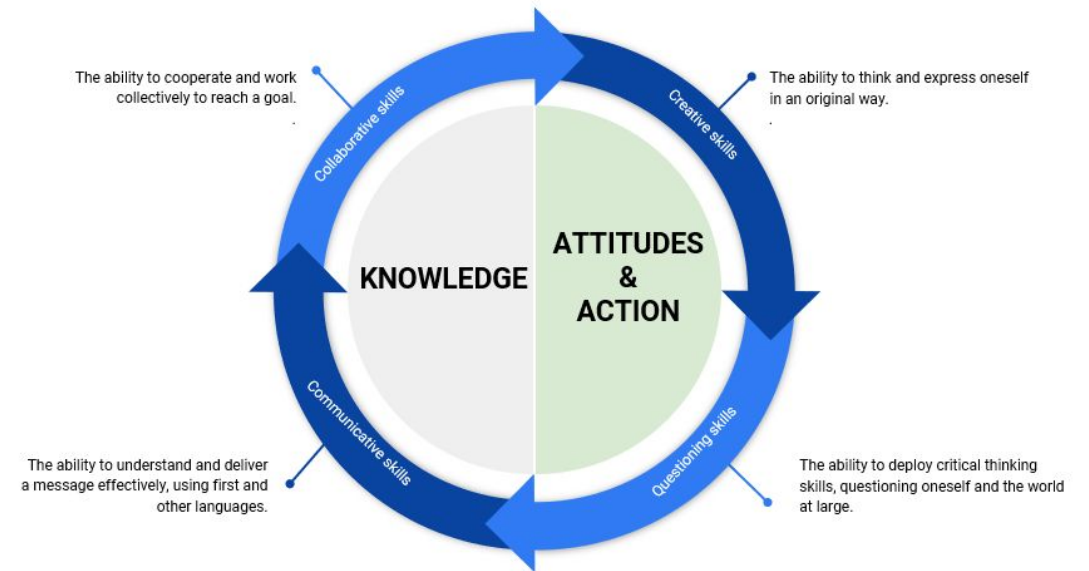 The ability to cooperate and work
collectively to reach a goal.
.
Collaborative skills
Creative skills
The ability to think and express oneself
in an original way.
.
KNOWLEDGE
ATTITUDES
&
ACTION
Communicative skills
The ability to understand and deliver
a message effectively, using first and
other languages.
Questioning skills
The ability to deploy critical thinking
skills, questioning oneself and the world
at large.